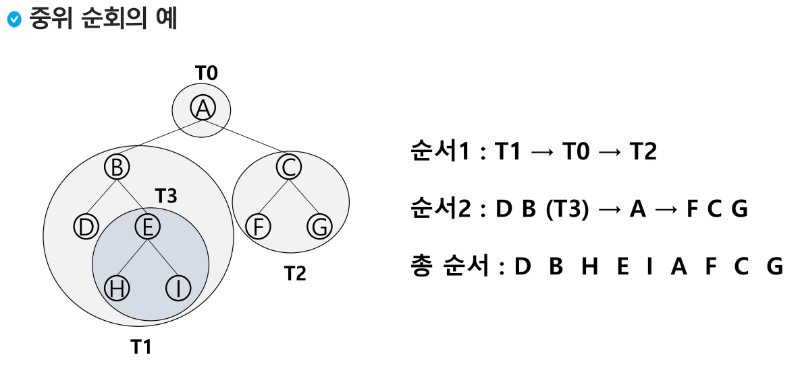 중위 순회의 예
T0
A
B
C
T3
D
E
F
G
H
I
T2
T1
순서1 : T1 → T0 → T2
순서2 : D B (T3) → A → F C G
총 순서 : D B H E I A F C G